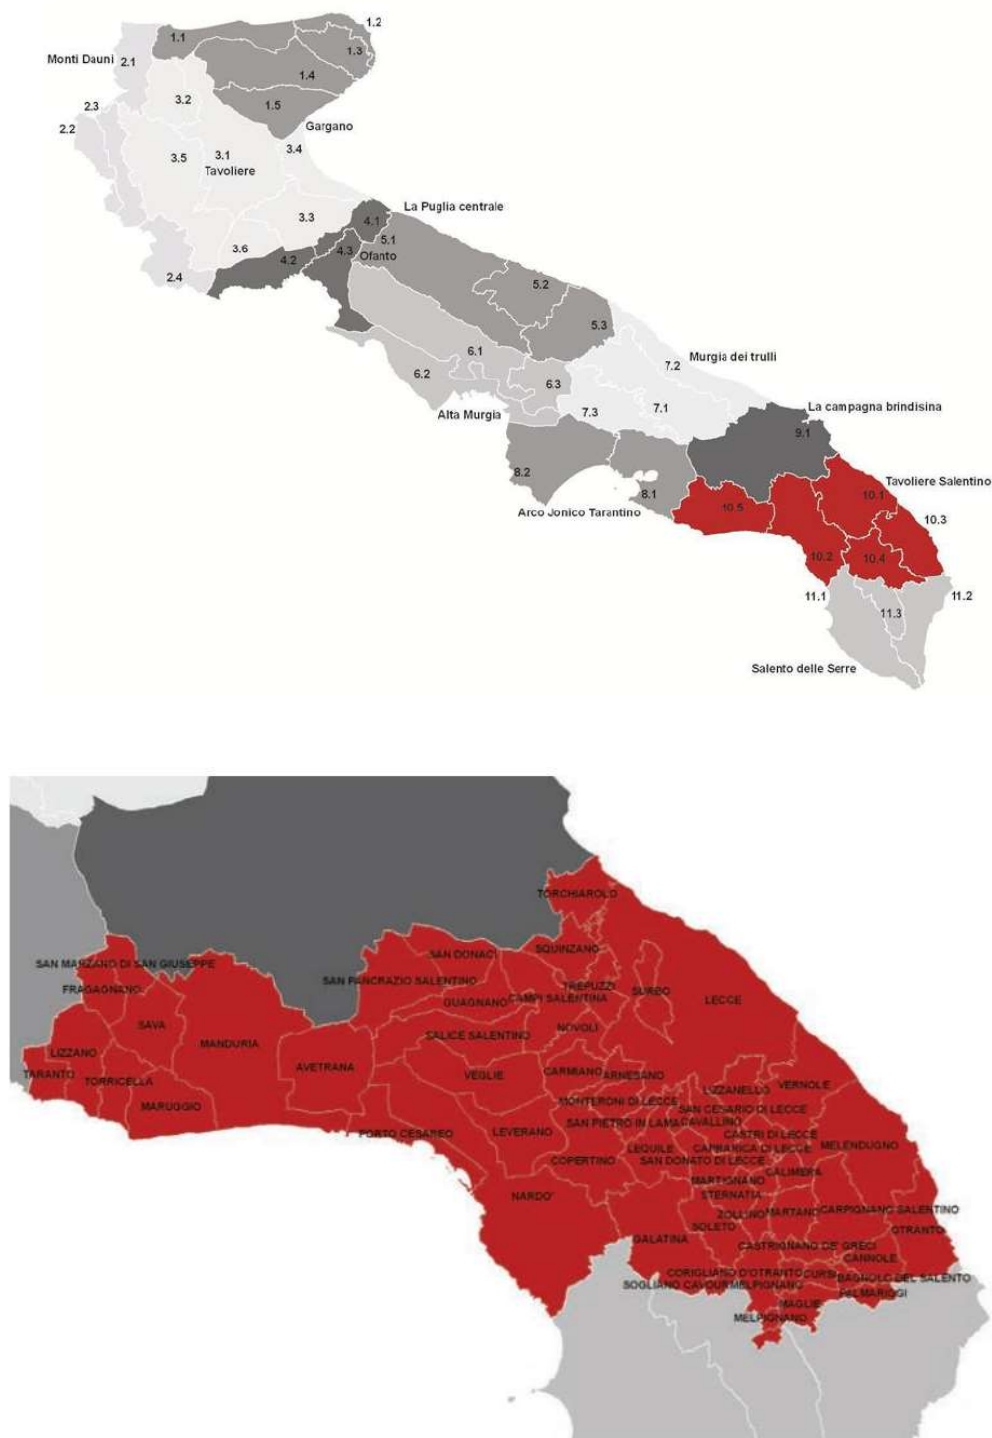 1.2
1.1
1.3
Monti Dauni
2.1
1.4
3.2
1.5
2.3
Gargano
2.2
3.4
3.5
3.1
Tavoliere
La Puglia centrale
3.3
4.1
5.1
3.6
4.3
Ofanto
4.2
2.4
5.2
5.3
6.1
Murgia dei trulli
7.2
6.2
6.3
7.1
La campagna brindisina
Alta Murgia
7.3
9.1
8.2
Tavoliere Salentino
8.1
10.1
Arco Jonico Tarantino
10.5
10.3
10.2
10.4
11.1
11.2
11.3
Salento delle Serre
TORCHIAROLO
SQUINZANO
SAN DONACI
SAN MARZANO DI SAN GIUSEPPE
SAN PANCRAZIO SALENTINO
FRAGAGNANO
TREPUZZI
SURBO
GUAGNANO
CAMPI SALENTINA
LECCE
SAVA
NOVOLI
SALICE SALENTINO
MANDURIA
LIZZANO
AVETRANA
TARANTO
TORRICELLA
VEGLIE
CARMIANO
ARNESANO
LIZZANELLO
VERNOLE
MARUGGIO
MONTERONI DI LECCE
SAN CESARIO DI LECCE
SAN PIETRO IN LAMA
CAVALLINO
PORTO CESAREO
LEVERANO
CASTRI DI LECCE
LEQUILE
CAPRARICA DI LECCE
MELENDUGNO
COPERTINO
SAN DONATO DI LECCE
CALIMERA
MARTIGNANO
NARDO'
STERNATIA
ZOLLINO
MARTANO
CARPIGNANO SALENTINO
SOLETO
OTRANTO
GALATINA
CASTRIGNANO DE' GRECI
CANNOLE
CORIGLIANO D'OTRANTO
CURSI
BAGNOLO DEL SALENTO
SOGLIANO CAVOUR
MELPIGNANO
PALMARIGGI
MAGLIE
MELPIGNANO